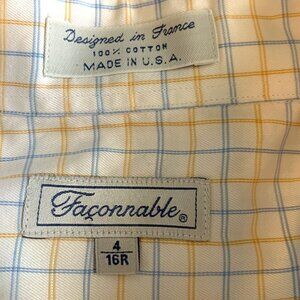 Designed in France
100% COTTON
MADE IN U.S.A.
Façonnable®
4
16R